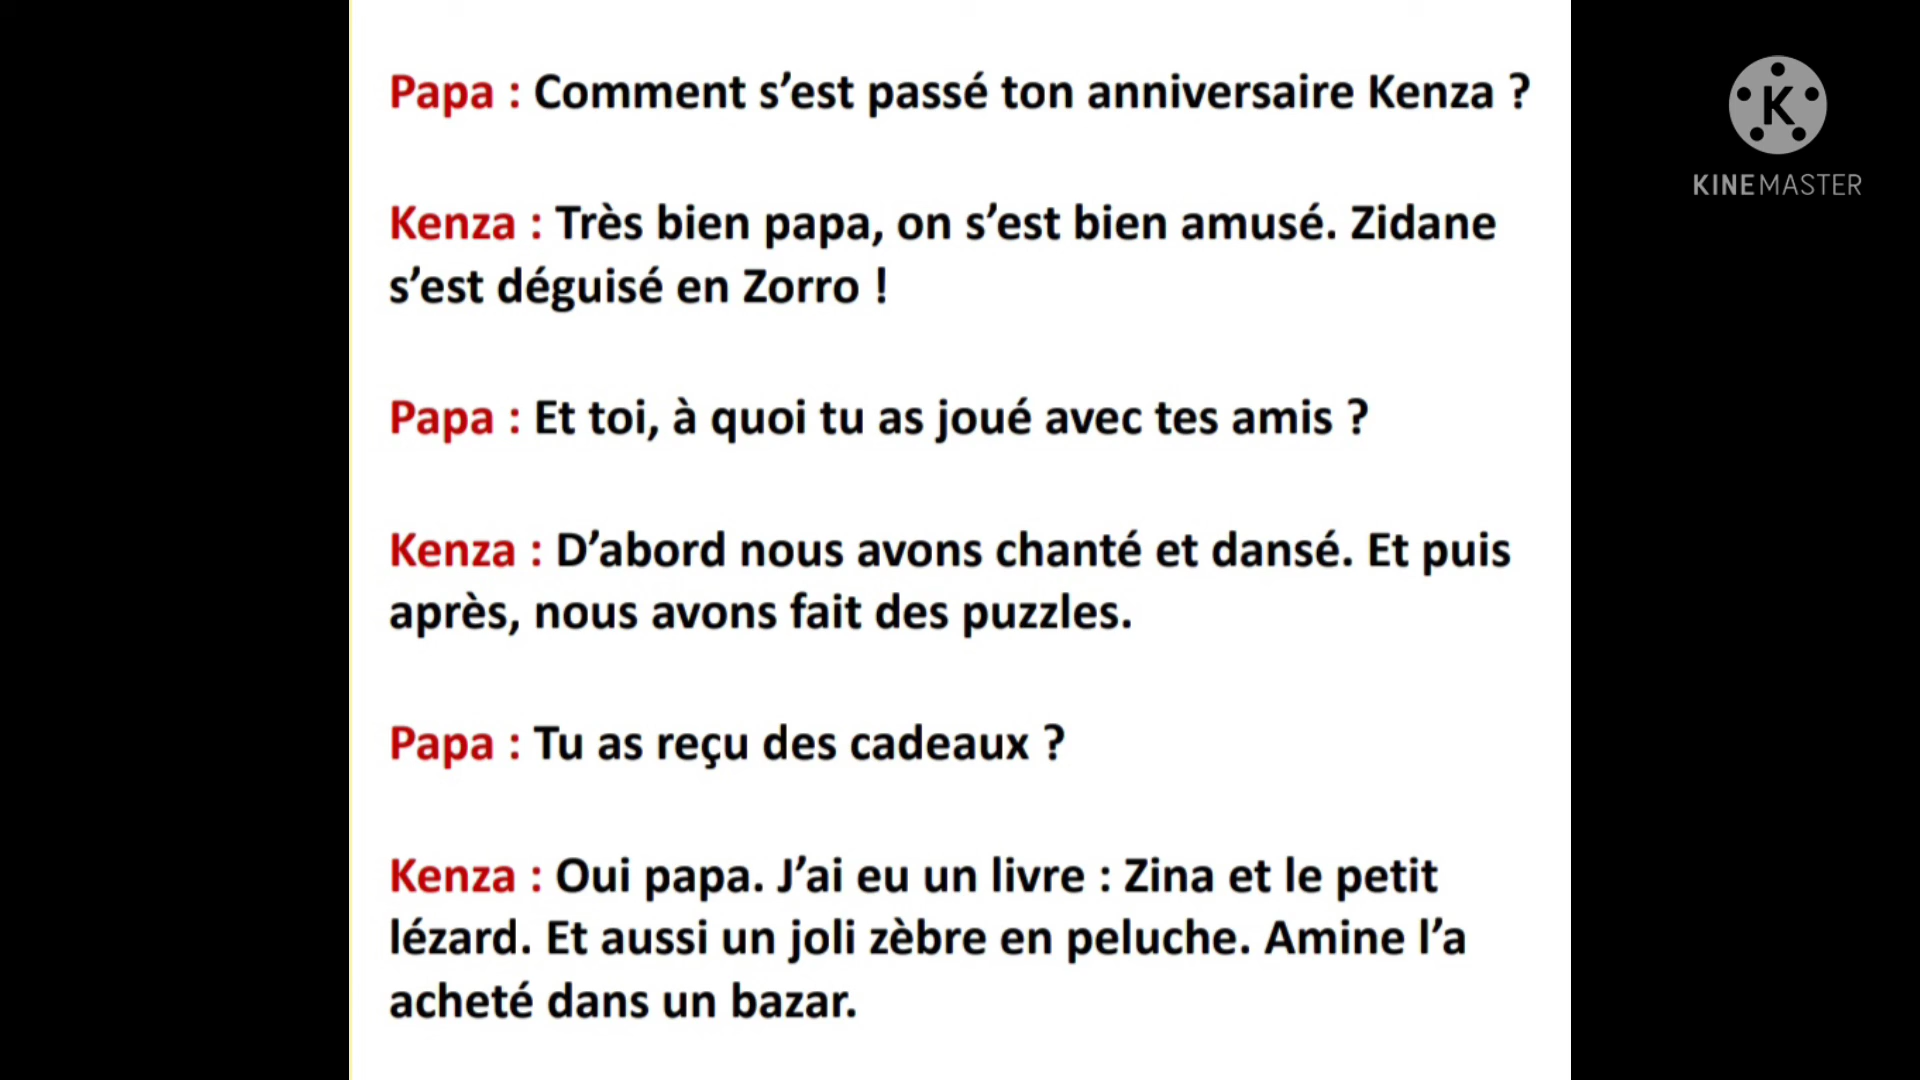 Papa : Comment s’est passé ton anniversaire Kenza ?
Kenza : Très bien papa, on s’est bien amusé. Zidane
s’est déguisé en Zorro !
Papa : Et toi, à quoi tu as joué avec tes amis ?
Kenza : D’abord nous avons chanté et dansé. Et puis
après, nous avons fait des puzzles.
Papa : Tu as reçu des cadeaux ?
Kenza : Oui papa. J’ai eu un livre : Zina et le petit
lézard. Et aussi un joli zèbre en peluche. Amine l’a
acheté dans un bazar.
K
KINEMASTER